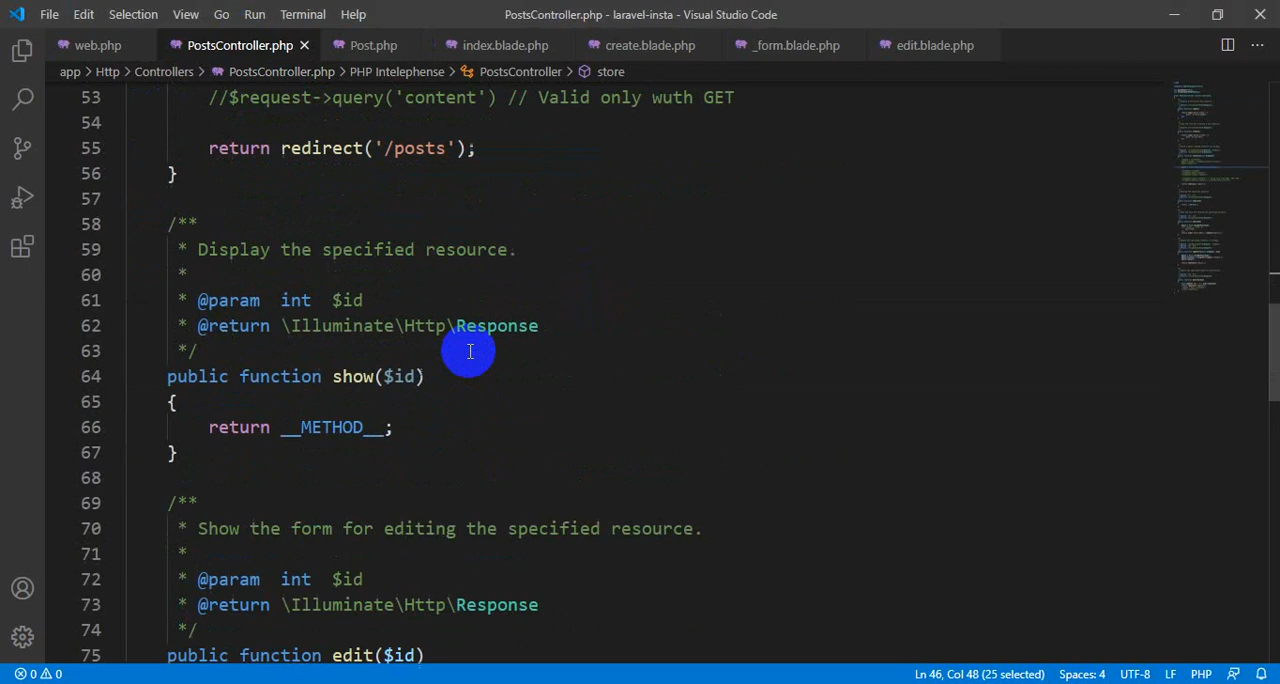 File Edit Selection View Go Run Terminal Help PostsController.php - laravel-insta - Visual Studio Code
web.php PostsController.php Post.php index.blade.php create.blade.php _form.blade.php edit.blade.php
app > Http > Controllers > PostsController.php > PHP Intelephense > PostsController > store
53 //$request->query('content') // Valid only wuth GET
54
55 return redirect('/posts');
56 }
57
58 /**
59 * Display the specified resource.
60 *
61 * @param int $id
62 * @return \Illuminate\Http\Response
63 */
64 public function show($id)
65 {
66 return __METHOD__;
67 }
68
69 /**
70 * Show the form for editing the specified resource.
71 *
72 * @param int $id
73 * @return \Illuminate\Http\Response
74 */
75 public function edit($id)
0 0 Ln 46, Col 48 (25 selected) Spaces: 4 UTF-8 LF PHP